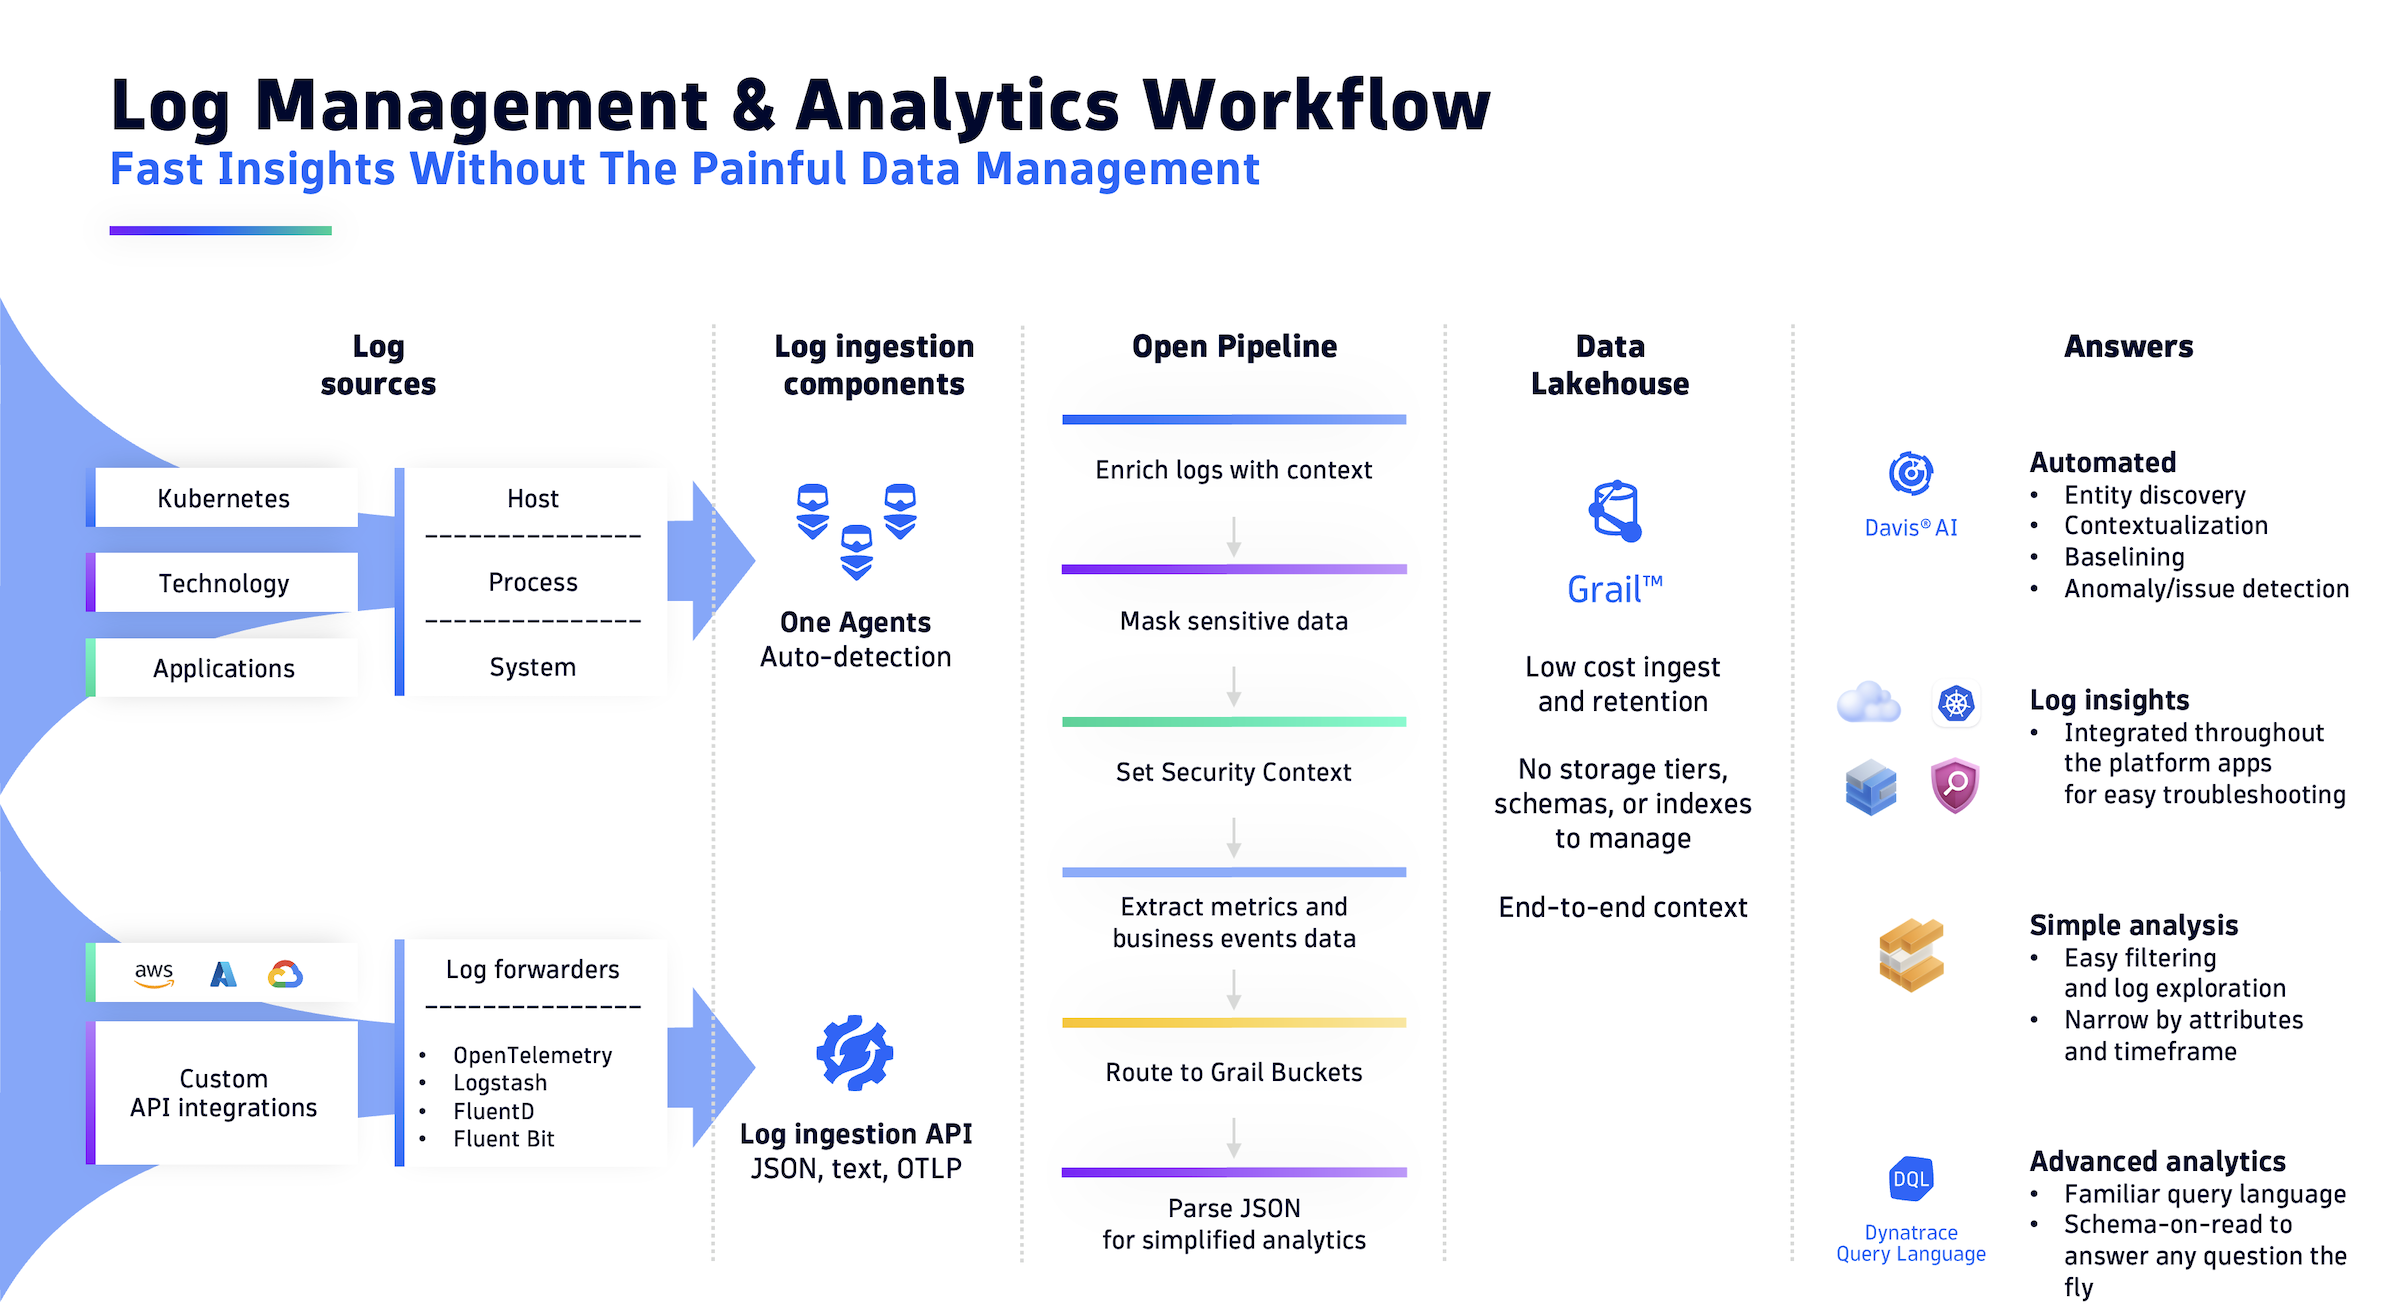 Log Management & Analytics Workflow
Fast Insights Without The Painful Data Management
Log
sources
Kubernetes
Technology
Applications
Host
Process
System
aws
Custom
API integrations
Log forwarders
• OpenTelemetry
• Logstash
• FluentD
• Fluent Bit
Log ingestion
components
One Agents
Auto-detection
Log ingestion API
JSON, text, OTLP
Open Pipeline
Enrich logs with context
Mask sensitive data
Set Security Context
Extract metrics and
business events data
Route to Grail Buckets
Parse JSON
for simplified analytics
Data
Lakehouse
Grail™
Low cost ingest
and retention
No storage tiers,
schemas, or indexes
to manage
End-to-end context
Answers
Davis® AI
Automated
• Entity discovery
• Contextualization
• Baselining
• Anomaly/issue detection
Log insights
• Integrated throughout
the platform apps
for easy troubleshooting
Simple analysis
• Easy filtering
and log exploration
• Narrow by attributes
and timeframe
DQL
Dynatrace
Query Language
Advanced analytics
• Familiar query language
• Schema-on-read to
answer any question the
fly